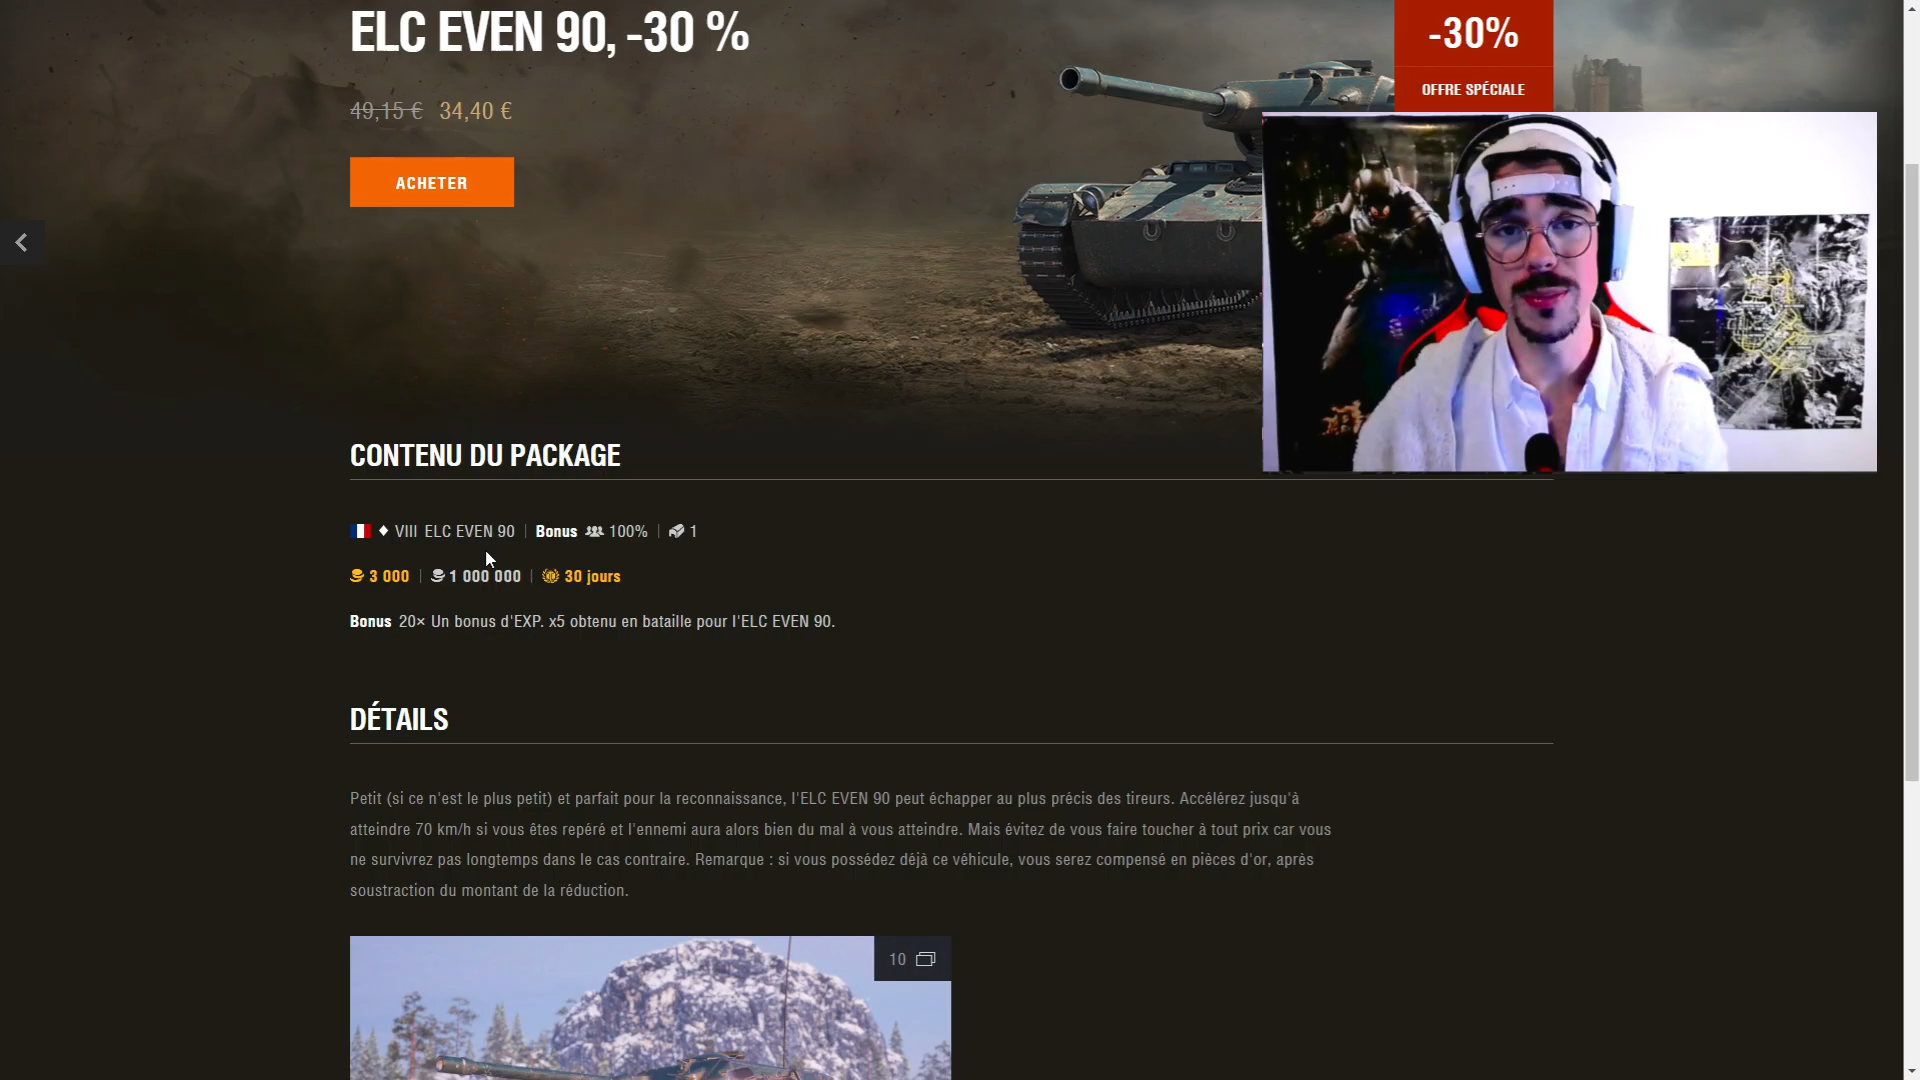 ELC EVEN 90, -30 %
-30%
OFFRE SPÉCIALE
49,15 € 34,40 €
ACHETER
CONTENU DU PACKAGE
VIII ELC EVEN 90 | Bonus 100% | 1
3 000 | 1 000 000 | 30 jours
Bonus 20× Un bonus d'EXP. x5 obtenu en bataille pour l'ELC EVEN 90.
DÉTAILS
Petit (si ce n'est le plus petit) et parfait pour la reconnaissance, l'ELC EVEN 90 peut échapper au plus précis des tireurs. Accélérez jusqu'à
atteindre 70 km/h si vous êtes repéré et l'ennemi aura alors bien du mal à vous atteindre. Mais évitez de vous faire toucher à tout prix car vous
ne survivrez pas longtemps dans le cas contraire. Remarque : si vous possédez déjà ce véhicule, vous serez compensé en pièces d'or, après
soustraction du montant de la réduction.
10